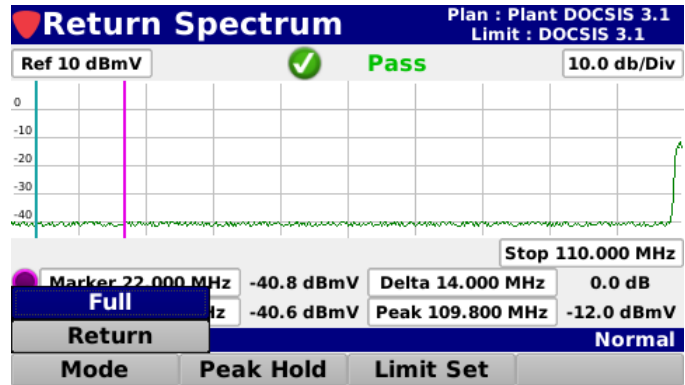 Return Spectrum
Plan : Plant DOCSIS 3.1
Limit : DOCSIS 3.1
Ref 10 dBmV
Pass
10.0 db/Div
0
-10
-20
-30
-40
Stop 110.000 MHz
Marker 22.000 MHz -40.8 dBmV Delta 14.000 MHz 0.0 dB
Hz -40.6 dBmV Peak 109.800 MHz -12.0 dBmV
Full
Return
Normal
Mode Peak Hold Limit Set